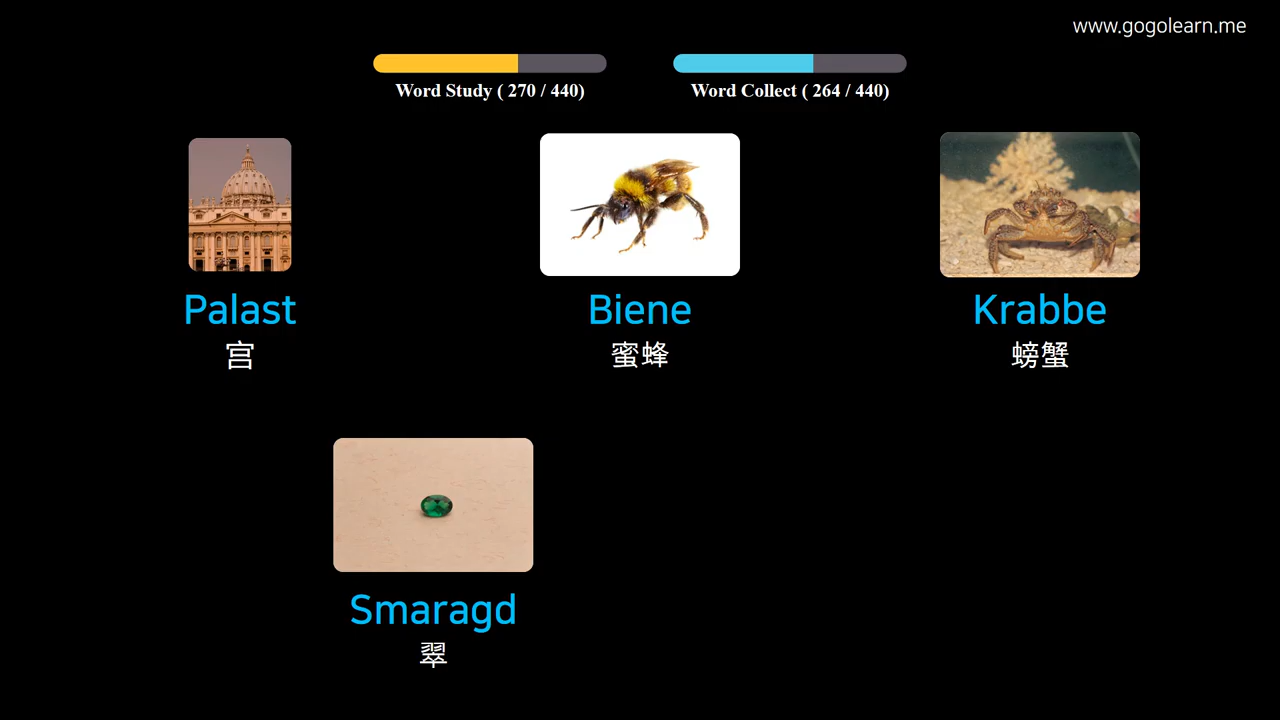 www.gogolearn.me
Word Study ( 270 / 440)
Word Collect ( 264 / 440)
Palast
宫
Biene
蜜蜂
Krabbe
螃蟹
Smaragd
翠